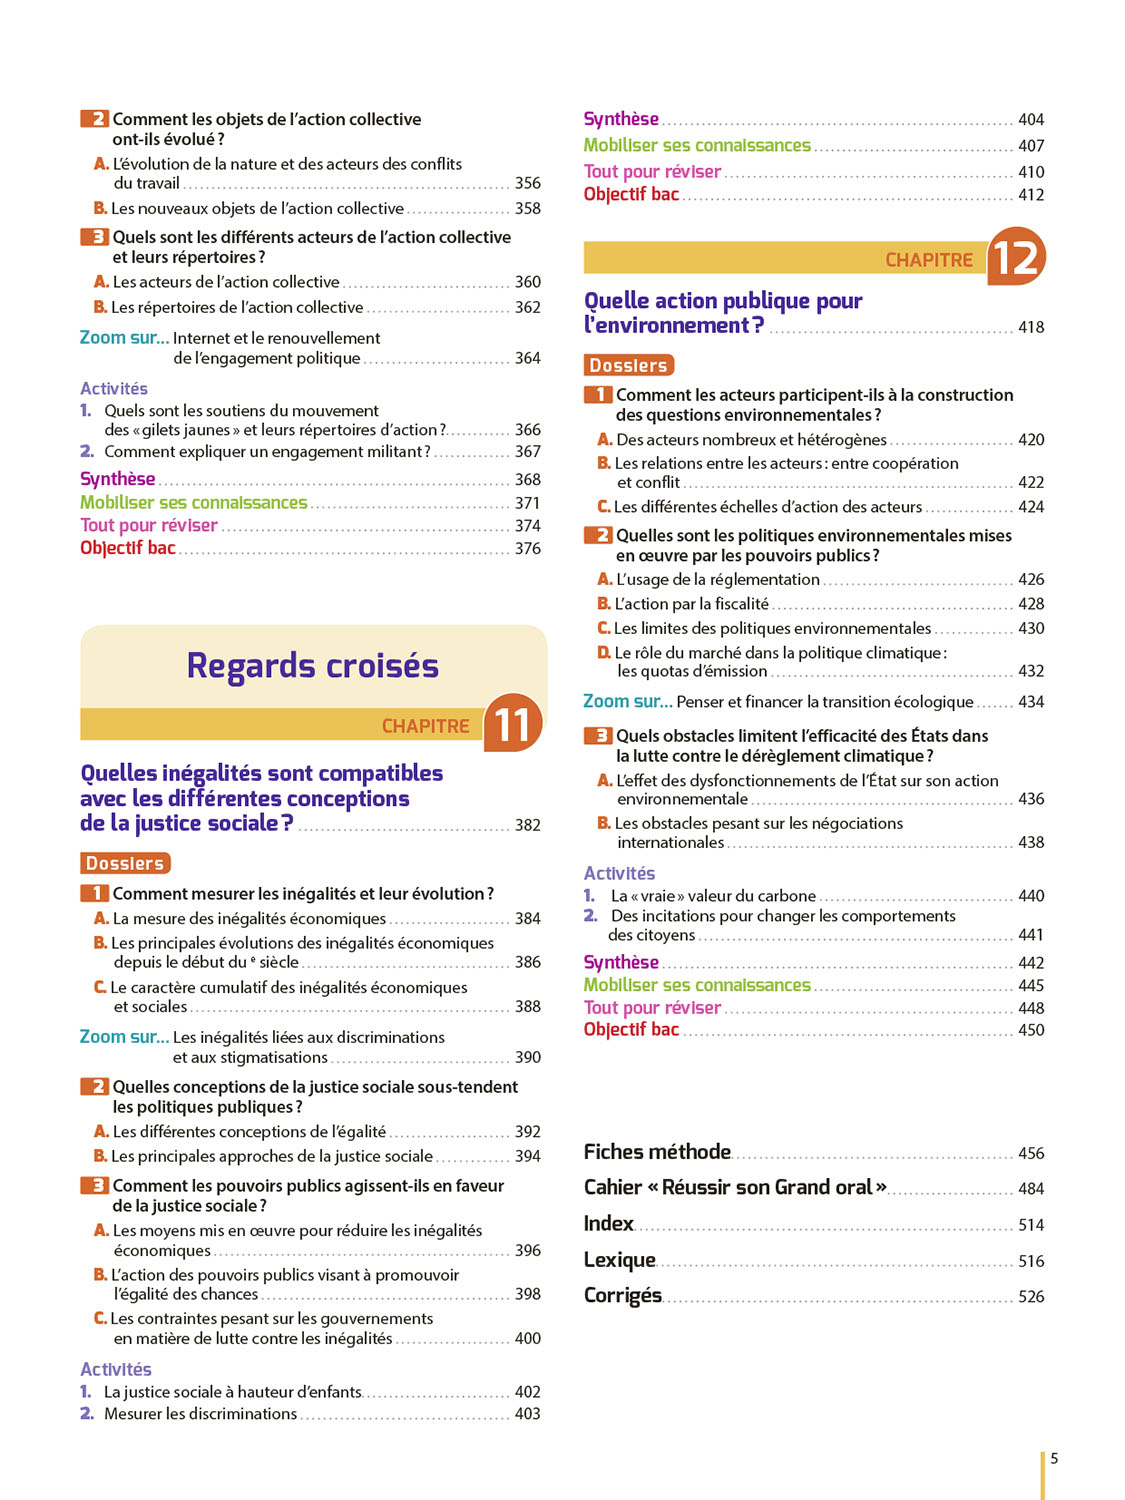 2 Comment les objets de l'action collective
ont-ils évolué ?
A. L'évolution de la nature et des acteurs des conflits
du travail 356
B. Les nouveaux objets de l'action collective 358
3 Quels sont les différents acteurs de l'action collective
et leurs répertoires ?
A. Les acteurs de l'action collective 360
B. Les répertoires de l'action collective 362
Zoom sur... Internet et le renouvellement
de l'engagement politique 364
Activités
1. Quels sont les soutiens du mouvement
des « gilets jaunes » et leurs répertoires d'action ? 366
2. Comment expliquer un engagement militant ? 367
Synthèse 368
Mobiliser ses connaissances 371
Tout pour réviser 374
Objectif bac 376
Regards croisés
CHAPITRE 11
Quelles inégalités sont compatibles
avec les différentes conceptions
de la justice sociale ? 382
Dossiers
1 Comment mesurer les inégalités et leur évolution ?
A. La mesure des inégalités économiques 384
B. Les principales évolutions des inégalités économiques
depuis le début du e siècle 386
C. Le caractère cumulatif des inégalités économiques
et sociales 388
Zoom sur... Les inégalités liées aux discriminations
et aux stigmatisations 390
2 Quelles conceptions de la justice sociale sous-tendent
les politiques publiques ?
A. Les différentes conceptions de l'égalité 392
B. Les principales approches de la justice sociale 394
3 Comment les pouvoirs publics agissent-ils en faveur
de la justice sociale ?
A. Les moyens mis en œuvre pour réduire les inégalités
économiques 396
B. L'action des pouvoirs publics visant à promouvoir
l'égalité des chances 398
C. Les contraintes pesant sur les gouvernements
en matière de lutte contre les inégalités 400
Activités
1. La justice sociale à hauteur d'enfants 402
2. Mesurer les discriminations 403
Synthèse 404
Mobiliser ses connaissances 407
Tout pour réviser 410
Objectif bac 412
CHAPITRE 12
Quelle action publique pour
l'environnement ? 418
Dossiers
1 Comment les acteurs participent-ils à la construction
des questions environnementales ?
A. Des acteurs nombreux et hétérogènes 420
B. Les relations entre les acteurs : entre coopération
et conflit 422
C. Les différentes échelles d'action des acteurs 424
2 Quelles sont les politiques environnementales mises
en œuvre par les pouvoirs publics ?
A. L'usage de la réglementation 426
B. L'action par la fiscalité 428
C. Les limites des politiques environnementales 430
D. Le rôle du marché dans la politique climatique :
les quotas d'émission 432
Zoom sur... Penser et financer la transition écologique 434
3 Quels obstacles limitent l'efficacité des États dans
la lutte contre le dérèglement climatique ?
A. L'effet des dysfonctionnements de l'État sur son action
environnementale 436
B. Les obstacles pesant sur les négociations
internationales 438
Activités
1. La « vraie » valeur du carbone 440
2. Des incitations pour changer les comportements
des citoyens 441
Synthèse 442
Mobiliser ses connaissances 445
Tout pour réviser 448
Objectif bac 450
Fiches méthode 456
Cahier « Réussir son Grand oral » 484
Index 514
Lexique 516
Corrigés 526
5